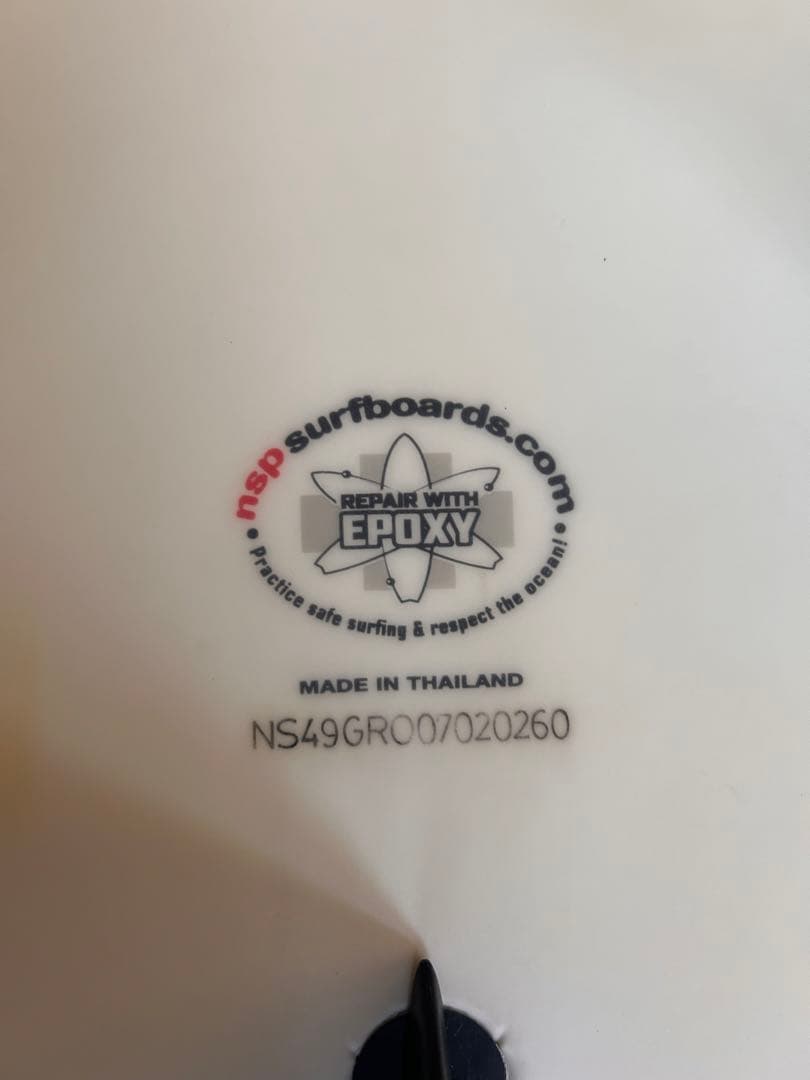 nspsurfboards.com
REPAIR WITH
EPOXY
• Practice safe surfing & respect the ocean! •
MADE IN THAILAND
NS49GRO07020260